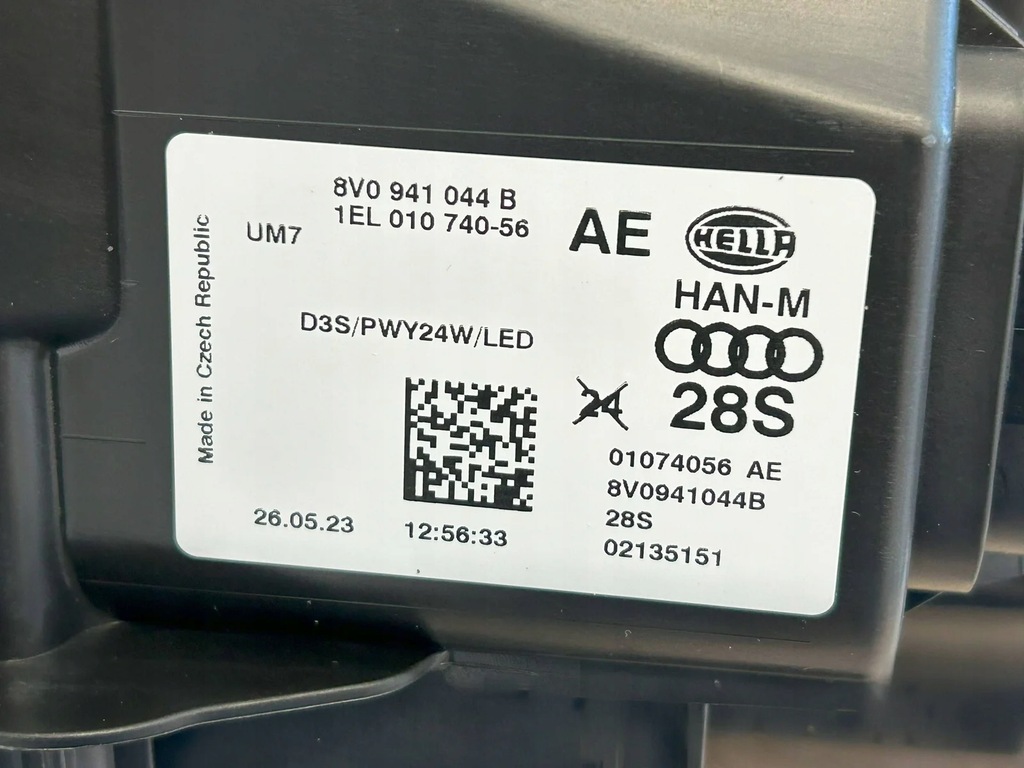 8V0 941 044 B
1EL 010 740-56
UM7
AE
HELLA
HAN-M
D3S/PWY24W/LED
24
28S
01074056 AE
8V0941044B
28S
02135151
26.05.23
12:56:33
Made in Czech Republic